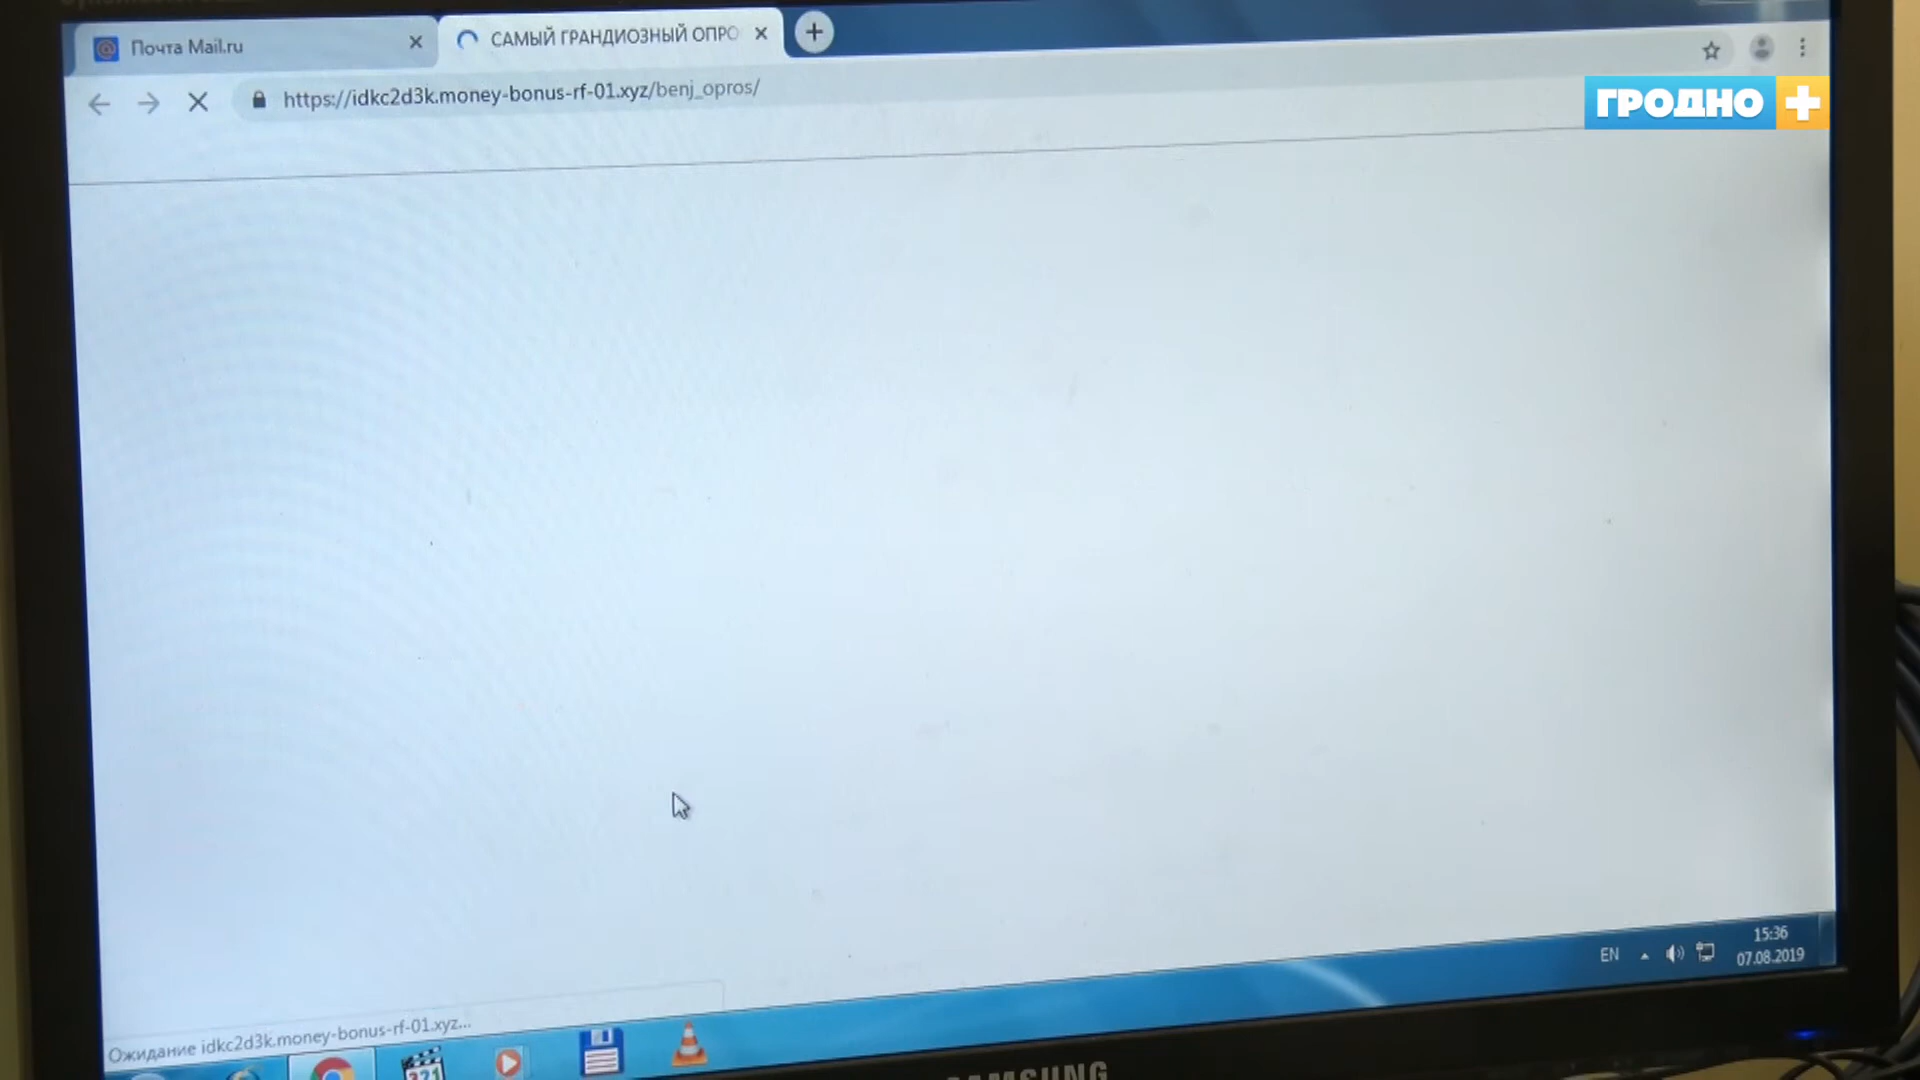 Почта Mail.ru
САМЫЙ ГРАНДИОЗНЫЙ ОПРО
https://idkc2d3k.money-bonus-rf-01.xyz/benj_opros/
ГРОДНО +
EN
15:36
07.08.2019
Ожидание idkc2d3k.money-bonus-rf-01.xyz...
321
SAMSUNG